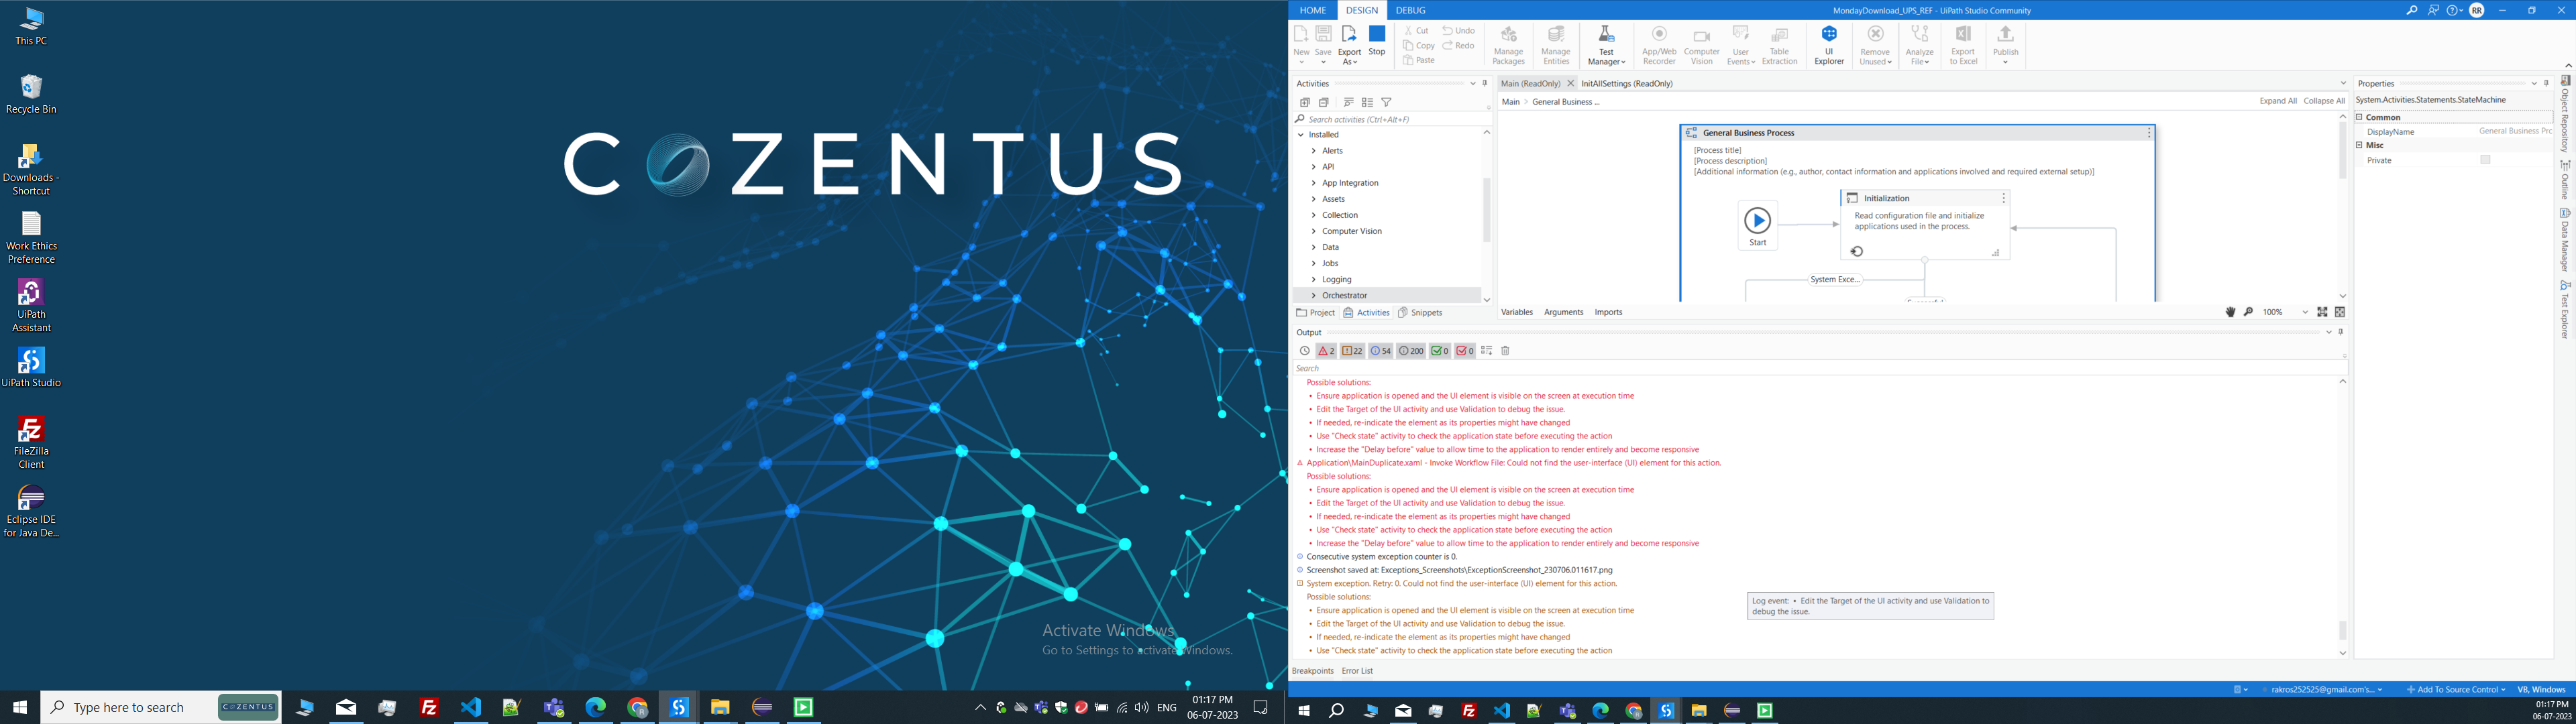 This PC
Recycle Bin
Downloads -
Shortcut
Work Ethics
Preference
UiPath
Assistant
UiPath Studio
FileZilla
Client
Eclipse IDE
for Java De...
COZENTUS
Activate Windows
Go to Settings to activate Windows.
Type here to search
COZENTUS
ENG
01:17 PM
06-07-2023
HOME DESIGN DEBUG
MondayDownload_UPS_REF - UiPath Studio Community
RR
New
Save
Export
As
Stop
Cut
Copy
Paste
Undo
Redo
Manage
Packages
Manage
Entities
Test
Manager
App/Web
Recorder
Computer
Vision
User
Events
Table
Extraction
UI
Explorer
Remove
Unused
Analyze
File
Export
to Excel
Publish
Activities
Search activities (Ctrl+Alt+F)
Installed
Alerts
API
App Integration
Assets
Collection
Computer Vision
Data
Jobs
Logging
Orchestrator
Project Activities Snippets
Main (ReadOnly) InitAllSettings (ReadOnly)
Main > General Business ...
Expand All Collapse All
General Business Process
[Process title]
[Process description]
[Additional information (e.g., author, contact information and applications involved and required external setup)]
Start
Initialization
Read configuration file and initialize
applications used in the process.
System Exce...
Variables Arguments Imports
100%
Properties
System.Activities.Statements.StateMachine
Common
DisplayName General Business Prc
Misc
Private
Object Repository
Outline
Data Manager
Test Explorer
Output
2 22 54 200 0 0
Search
Possible solutions:
• Ensure application is opened and the UI element is visible on the screen at execution time
• Edit the Target of the UI activity and use Validation to debug the issue.
• If needed, re-indicate the element as its properties might have changed
• Use "Check state" activity to check the application state before executing the action
• Increase the "Delay before" value to allow time to the application to render entirely and become responsive
Application\MainDuplicate.xaml - Invoke Workflow File: Could not find the user-interface (UI) element for this action.
Possible solutions:
• Ensure application is opened and the UI element is visible on the screen at execution time
• Edit the Target of the UI activity and use Validation to debug the issue.
• If needed, re-indicate the element as its properties might have changed
• Use "Check state" activity to check the application state before executing the action
• Increase the "Delay before" value to allow time to the application to render entirely and become responsive
Consecutive system exception counter is 0.
Screenshot saved at: Exceptions_Screenshots\ExceptionScreenshot_230706.011617.png
System exception. Retry: 0. Could not find the user-interface (UI) element for this action.
Possible solutions:
• Ensure application is opened and the UI element is visible on the screen at execution time
• Edit the Target of the UI activity and use Validation to debug the issue.
• If needed, re-indicate the element as its properties might have changed
• Use "Check state" activity to check the application state before executing the action
Log event: • Edit the Target of the UI activity and use Validation to
debug the issue.
Breakpoints Error List
rakros252525@gmail.com's...
Add To Source Control
VB, Windows
01:17 PM
06-07-2023